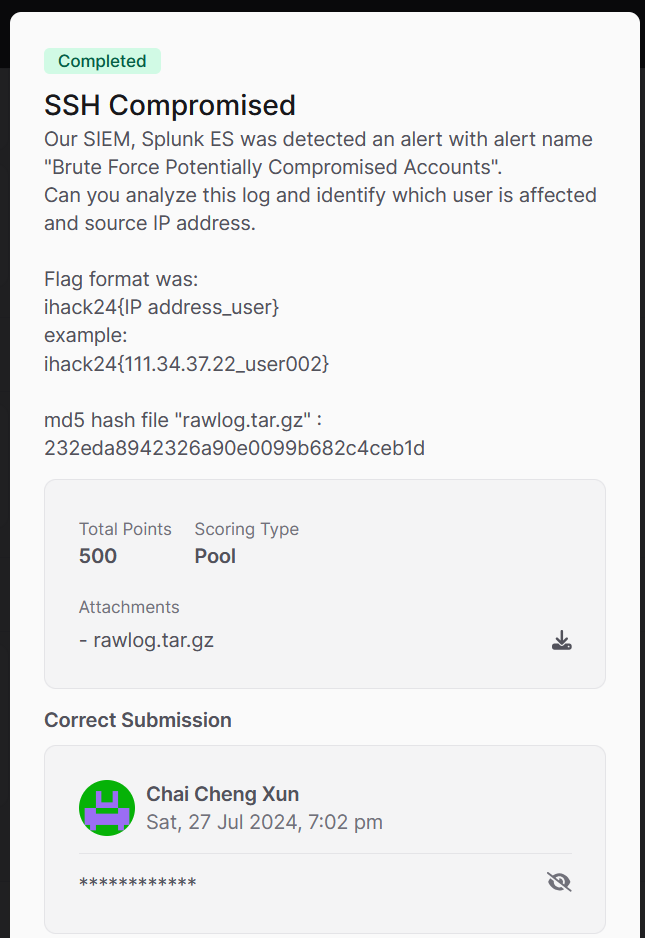 Completed
SSH Compromised
Our SIEM, Splunk ES was detected an alert with alert name
"Brute Force Potentially Compromised Accounts".
Can you analyze this log and identify which user is affected
and source IP address.
Flag format was:
ihack24{IP address_user}
example:
ihack24{111.34.37.22_user002}
md5 hash file "rawlog.tar.gz" :
232eda8942326a90e0099b682c4ceb1d
Total Points Scoring Type
500 Pool
Attachments
- rawlog.tar.gz
Correct Submission
Chai Cheng Xun
Sat, 27 Jul 2024, 7:02 pm
************